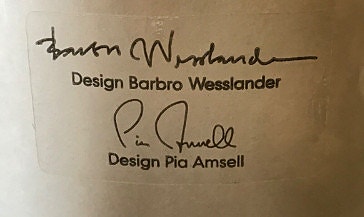 Barbro Wesslander
Design Barbro Wesslander
Pia Amsell
Design Pia Amsell